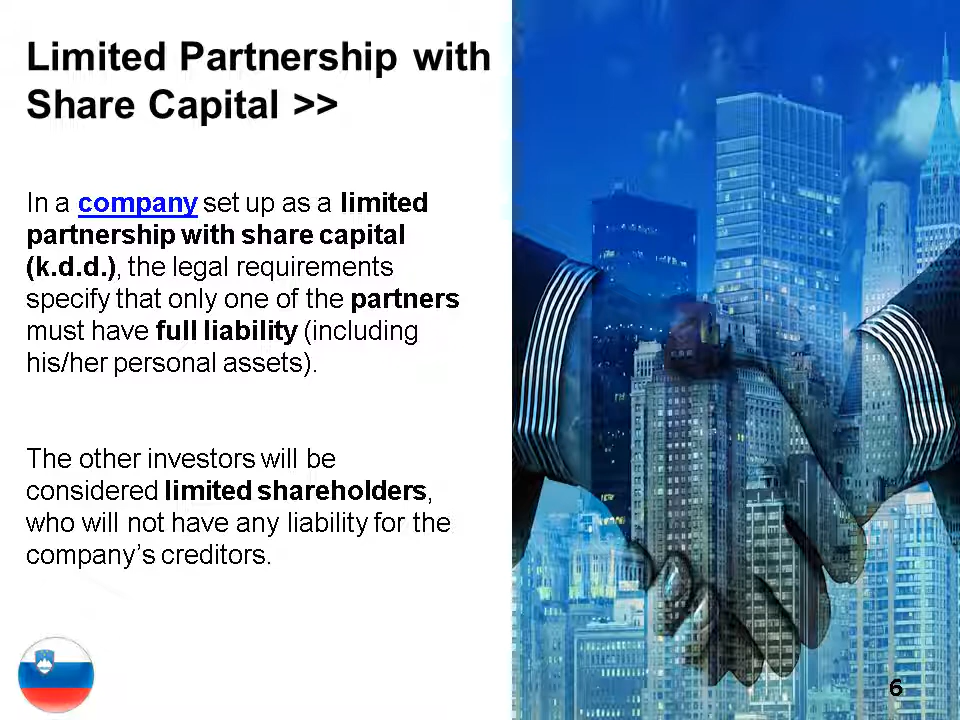 Limited Partnership with
Share Capital >>
In a company set up as a limited
partnership with share capital
(k.d.d.), the legal requirements
specify that only one of the partners
must have full liability (including
his/her personal assets).
The other investors will be
considered limited shareholders,
who will not have any liability for the
company’s creditors.
6